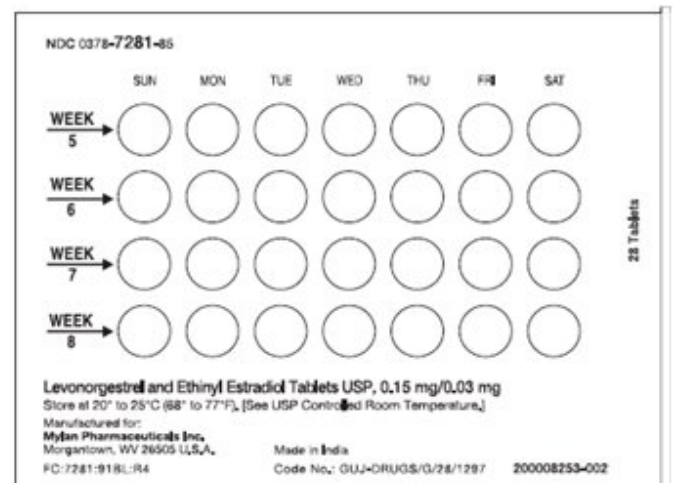 NDC 0378-7281-85
SUN MON TUE WED THU FRI SAT
WEEK
5
WEEK
6
WEEK
7
WEEK
8
28 Tablets
Levonorgestrel and Ethinyl Estradiol Tablets USP, 0.15 mg/0.03 mg
Store at 20° to 25°C (68° to 77°F). [See USP Controlled Room Temperature.]
Manufactured for:
Mylan Pharmaceuticals Inc.
Morgantown, WV 26505 U.S.A.
Made in India
FC:7281:91BL:R4
Code No.: GUJ-DRUGS/G/28/1297
200008253-002